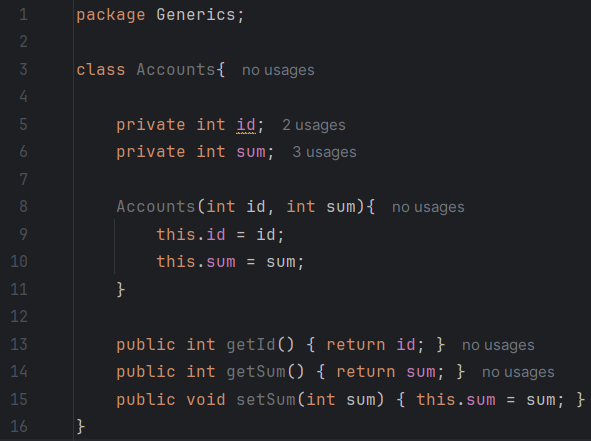 1 package Generics;
2
3 class Accounts{ no usages
4
5     private int id; 2 usages
6     private int sum; 3 usages
7
8     Accounts(int id, int sum){ no usages
9         this.id = id;
10         this.sum = sum;
11     }
12
13     public int getId() { return id; } no usages
14     public int getSum() { return sum; } no usages
15     public void setSum(int sum) { this.sum = sum; }
16 }